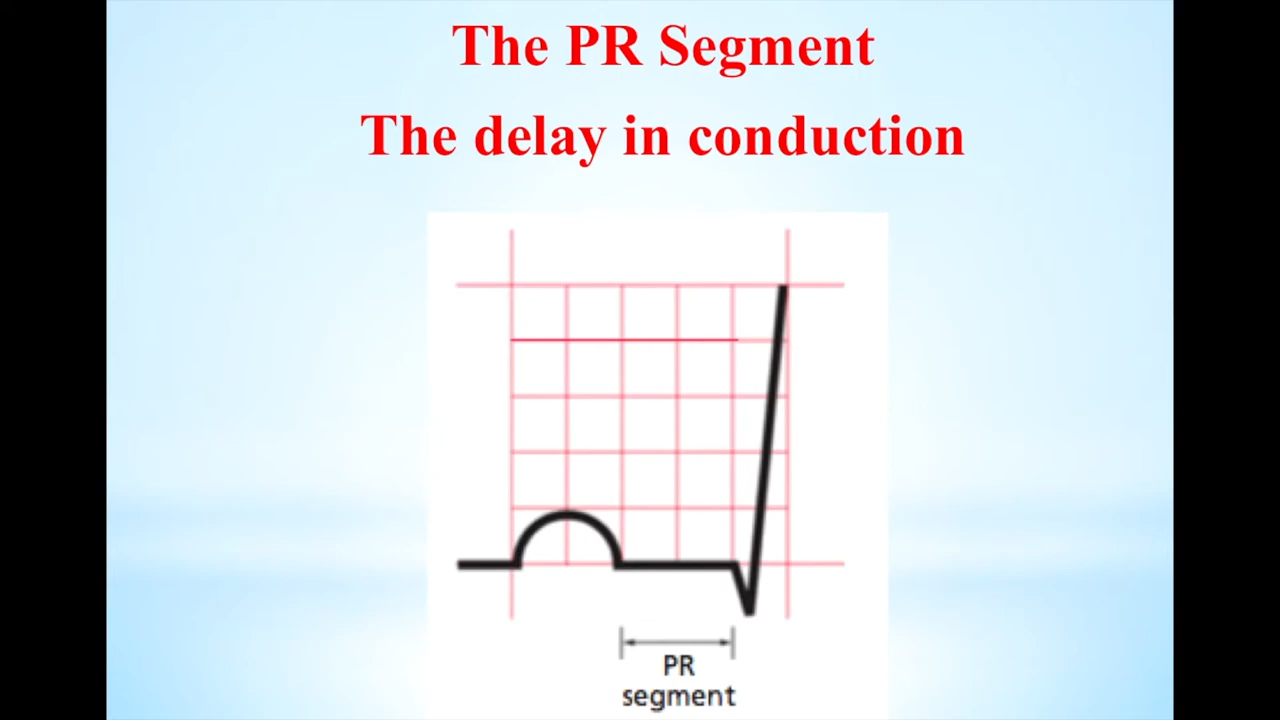 The PR Segment
The delay in conduction
PR
segment